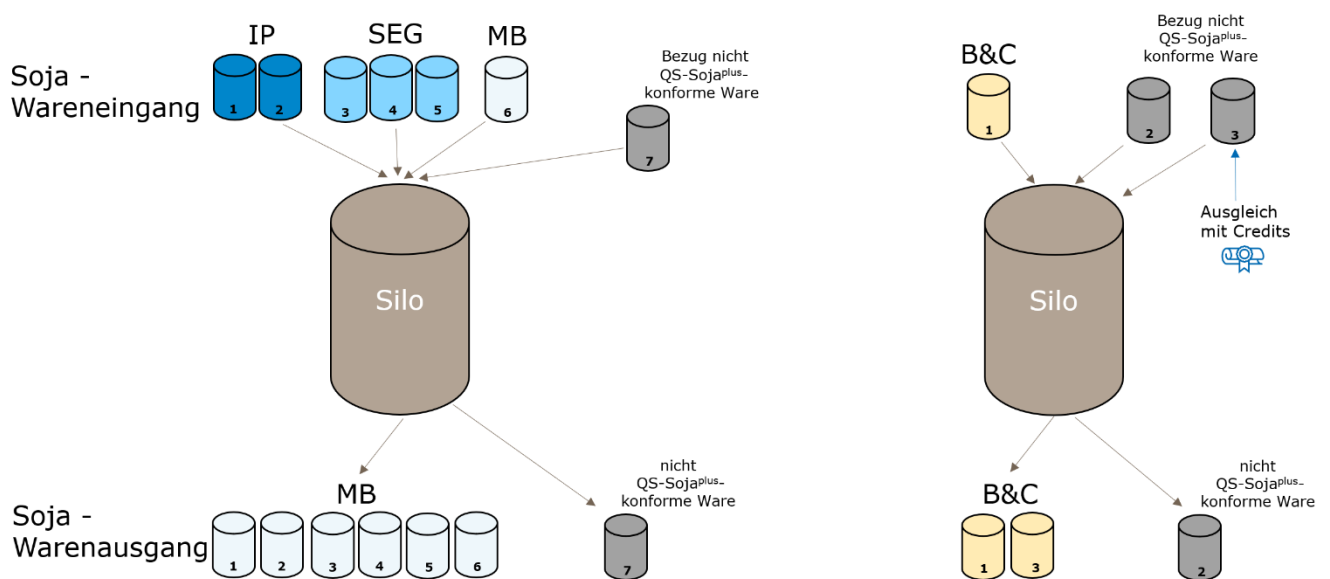 IP
SEG
MB
Soja -
Wareneingang
1
2
3
4
5
6
Bezug nicht
QS-Sojaplus-
konforme Ware
7
Silo
MB
Soja -
Warenausgang
1
2
3
4
5
6
nicht
QS-Sojaplus-
konforme Ware
7
B&C
1
Bezug nicht
QS-Sojaplus-
konforme Ware
2
3
Ausgleich
mit Credits
Silo
B&C
1
3
nicht
QS-Sojaplus-
konforme Ware
2